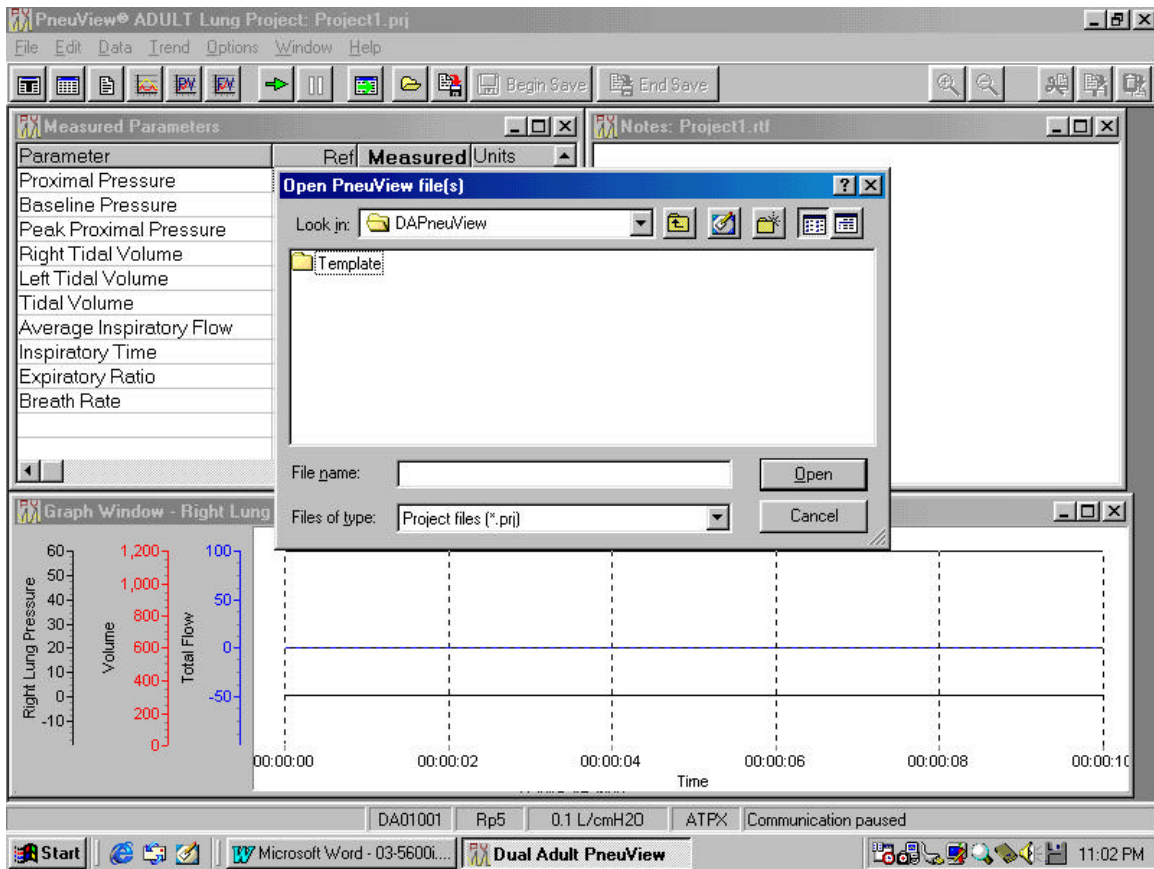 PneuView® ADULT Lung Project: Project1.prj
File Edit Data Trend Options Window Help
PV FV Begin Save End Save
Measured Parameters
Parameter Ref Measured Units
Proximal Pressure
Baseline Pressure
Peak Proximal Pressure
Right Tidal Volume
Left Tidal Volume
Tidal Volume
Average Inspiratory Flow
Inspiratory Time
Expiratory Ratio
Breath Rate
Notes: Project1.rtf
Open PneuView file(s)
Look in: DAPneuView
Template
File name: Open
Files of type: Project files (*.prj) Cancel
Graph Window - Right Lung
Right Lung Pressure
60
50
40
30
20
10
0
-10
Volume
1,200
1,000
800
600
400
200
0
Total Flow
100
50
0
-50
00:00:00 00:00:02 00:00:04 00:00:06 00:00:08 00:00:10
Time
DA01001 Rp5 0.1 L/cmH2O ATPX Communication paused
Start Microsoft Word - 03-5600i.... Dual Adult PneuView 11:02 PM